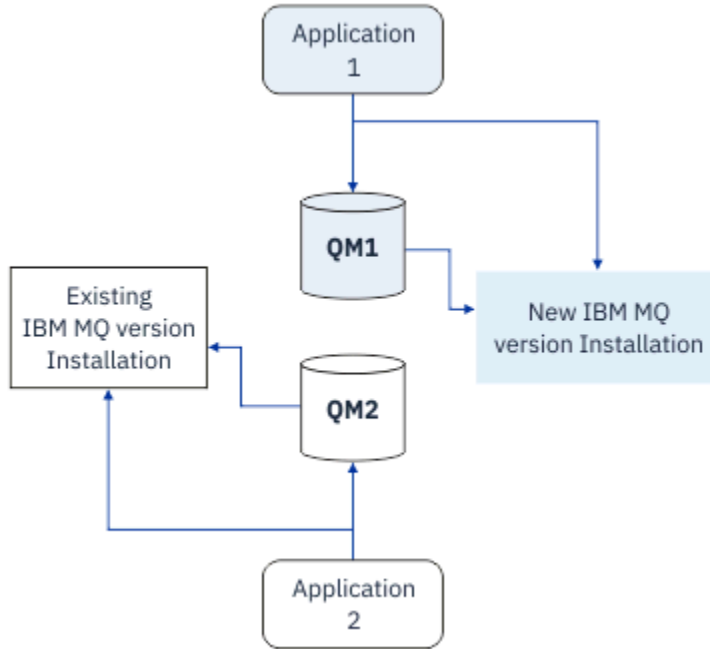 Application
1
QM1
Existing
IBM MQ version
Installation
New IBM MQ
version Installation
QM2
Application
2